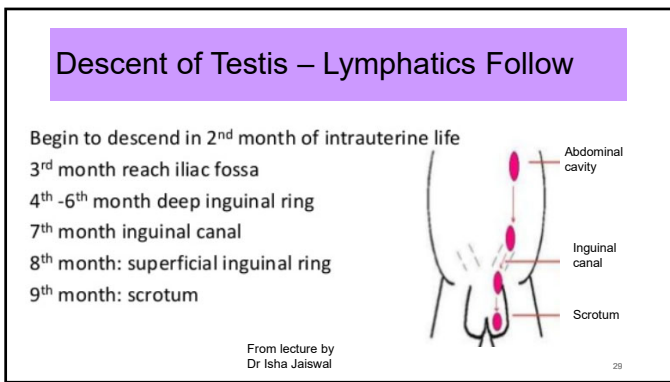 Descent of Testis – Lymphatics Follow
Begin to descend in 2nd month of intrauterine life
3rd month reach iliac fossa
4th -6th month deep inguinal ring
7th month inguinal canal
8th month: superficial inguinal ring
9th month: scrotum
Abdominal
cavity
Inguinal
canal
Scrotum
From lecture by
Dr Isha Jaiswal
29